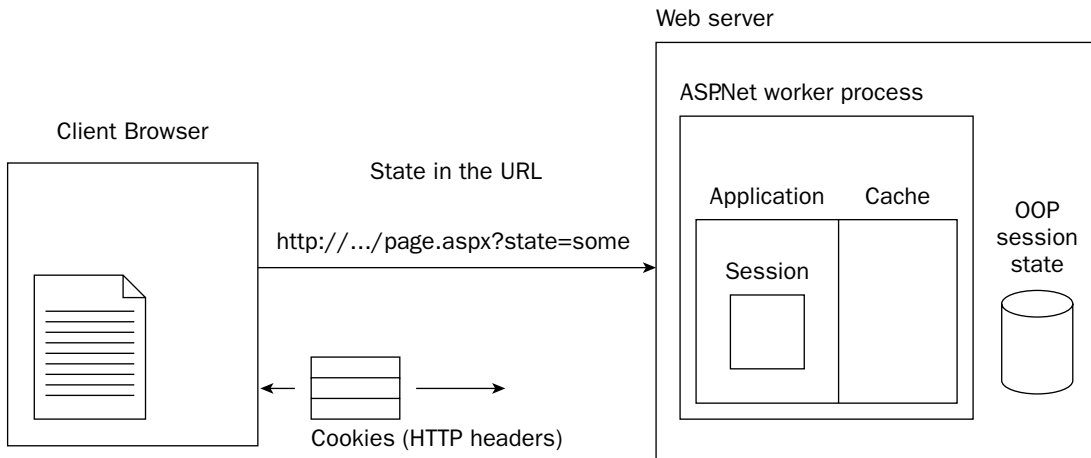 Web server
ASP.Net worker process
Client Browser
State in the URL
Application
Cache
OOP
session
state
http://.../page.aspx?state=some
Session
Cookies (HTTP headers)